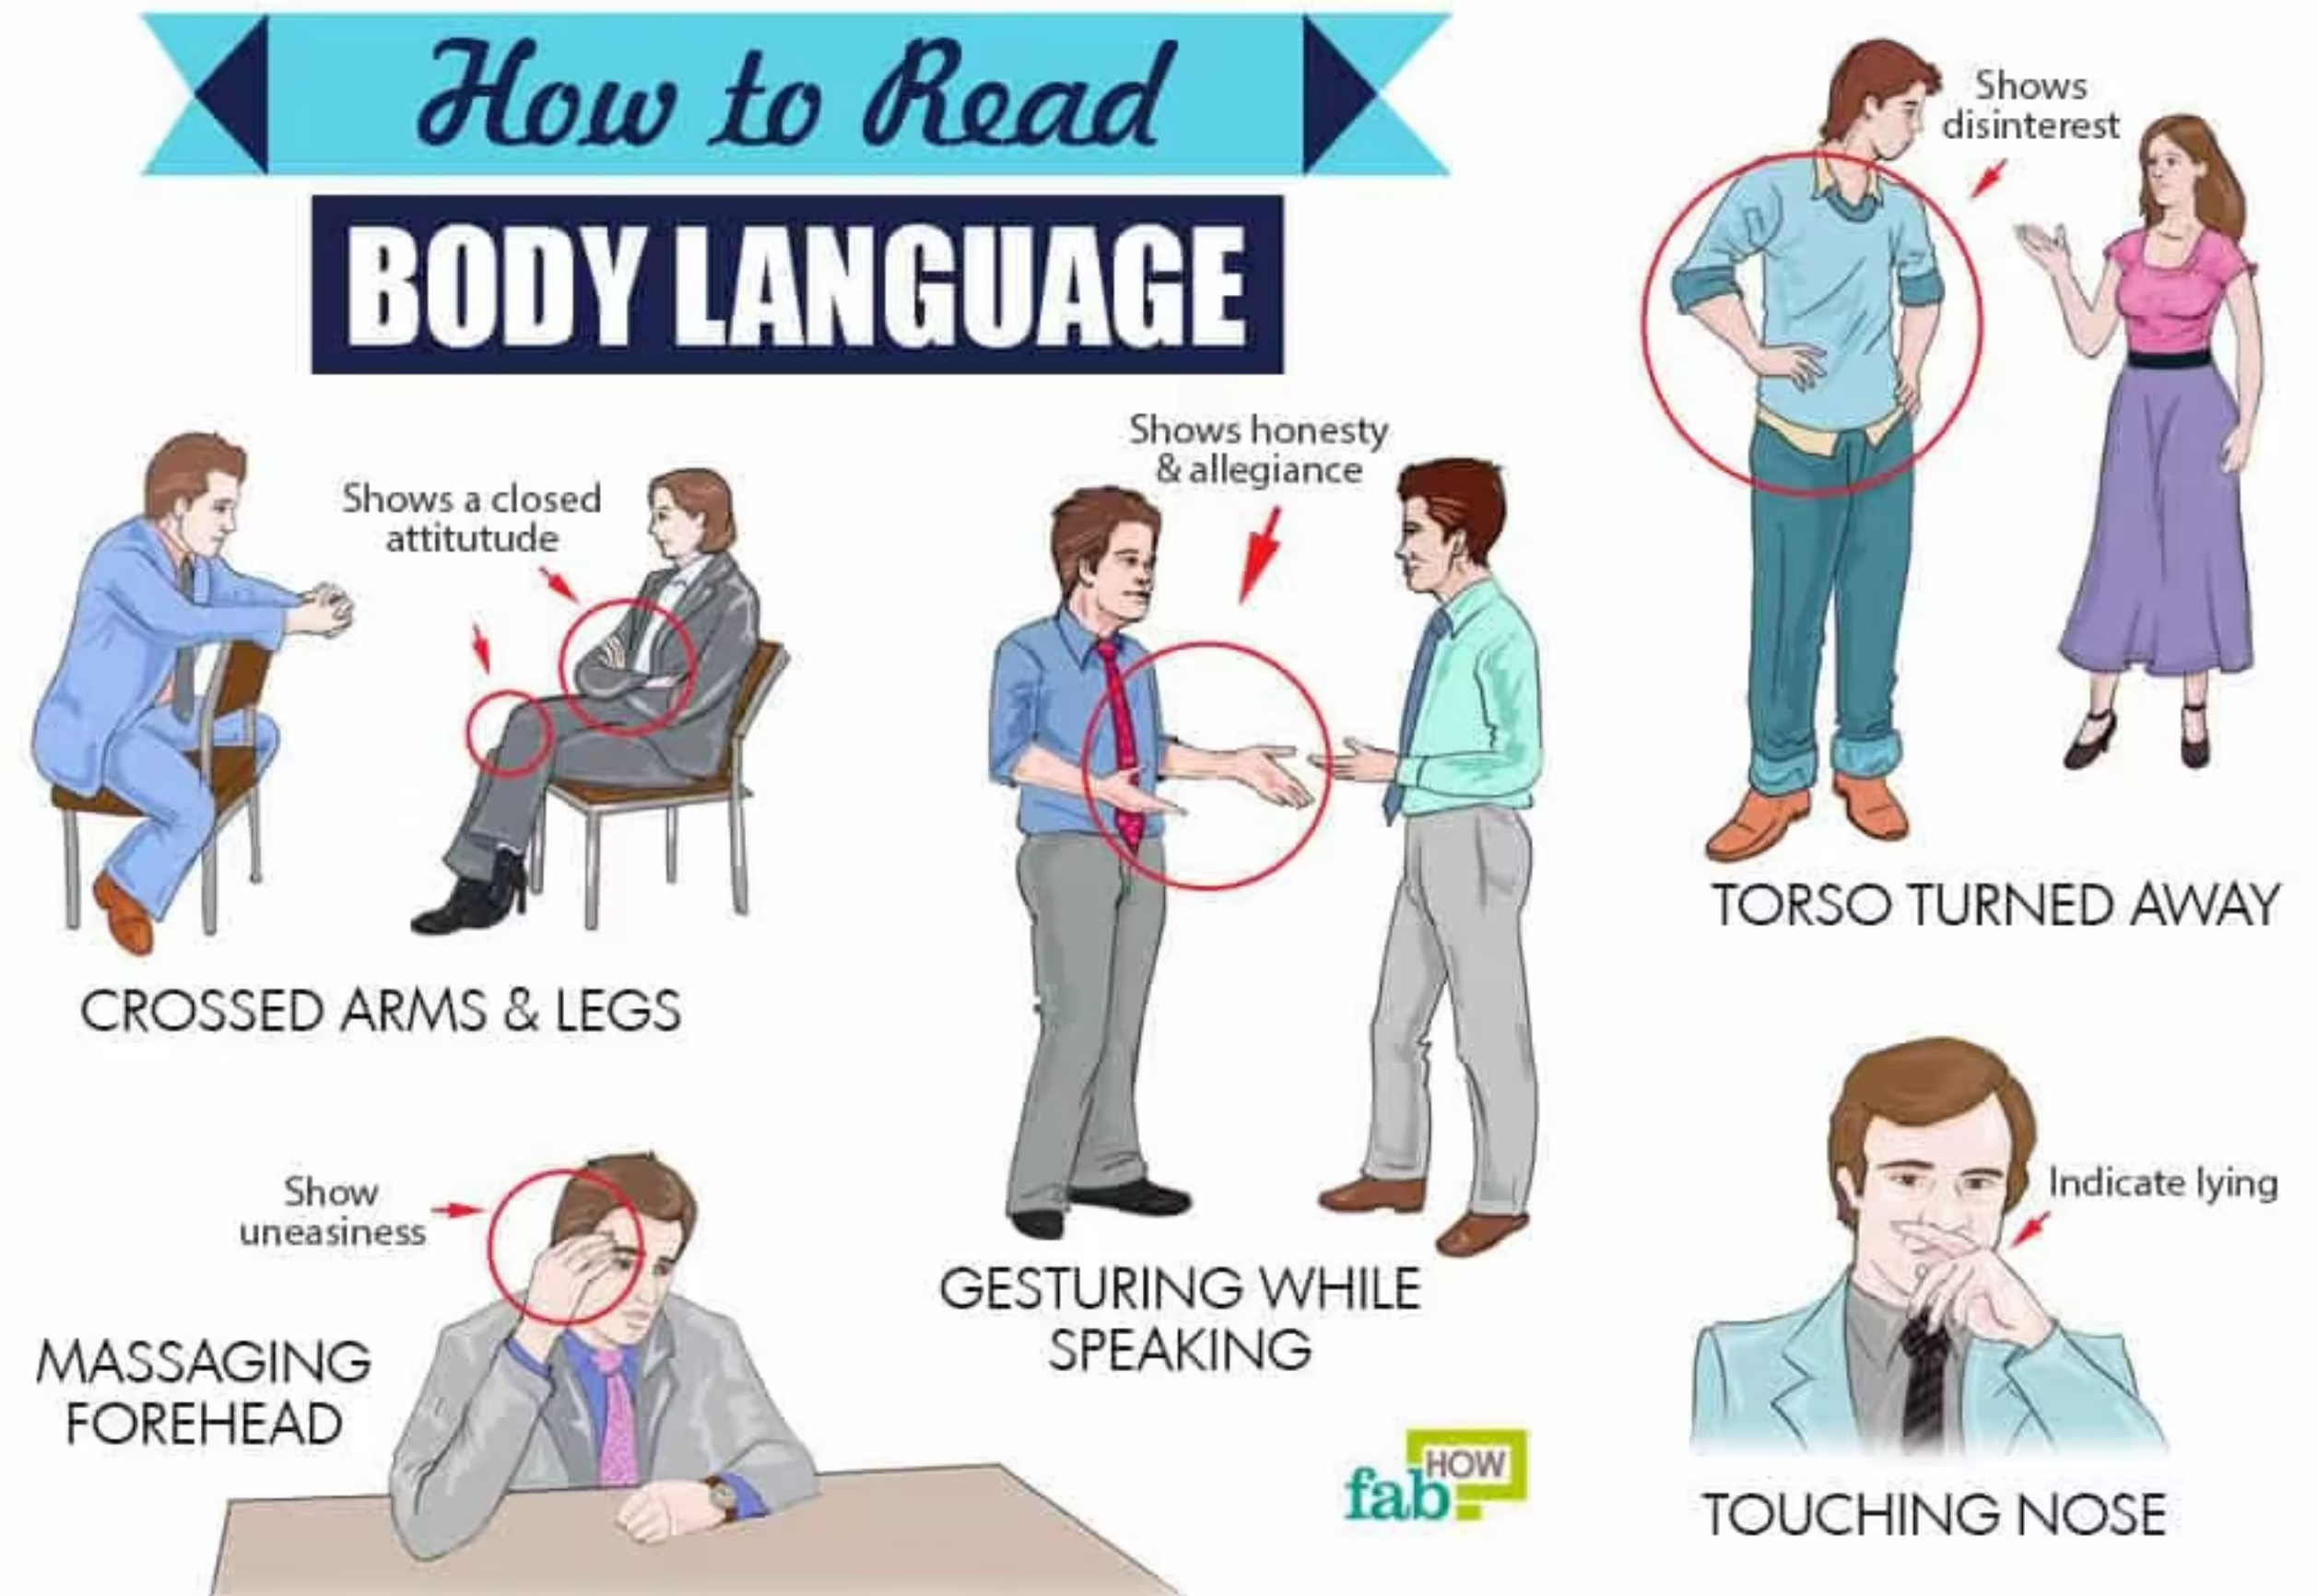 How to Read
BODY LANGUAGE
Shows
disinterest
TORSO TURNED AWAY
Shows a closed
attitutude
CROSSED ARMS & LEGS
Shows honesty
& allegiance
GESTURING WHILE
SPEAKING
Show
uneasiness
MASSAGING
FOREHEAD
Indicate lying
TOUCHING NOSE
fab HOW